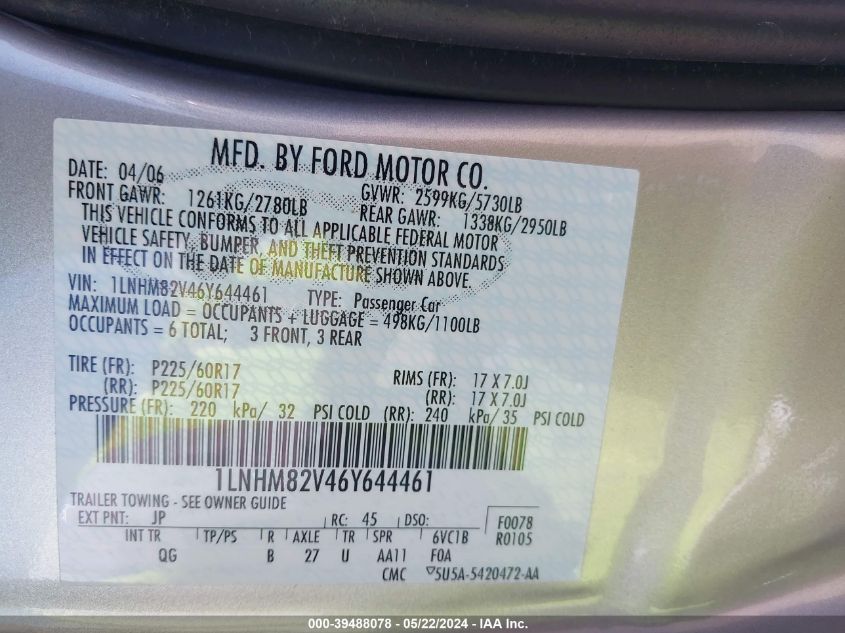 MFD. BY FORD MOTOR CO.
DATE: 04/06 GVWR: 2599KG/5730LB
FRONT GAWR: 1261KG/2780LB REAR GAWR: 1338KG/2950LB
THIS VEHICLE CONFORMS TO ALL APPLICABLE FEDERAL MOTOR
VEHICLE SAFETY, BUMPER, AND THEFT PREVENTION STANDARDS
IN EFFECT ON THE DATE OF MANUFACTURE SHOWN ABOVE.
VIN: 1LNHM82V46Y644461 TYPE: Passenger Car
MAXIMUM LOAD = OCCUPANTS + LUGGAGE = 498KG/1100LB
OCCUPANTS = 6 TOTAL; 3 FRONT, 3 REAR
TIRE (FR): P225/60R17 RIMS (FR): 17 X 7.0J
(RR): P225/60R17 (RR): 17 X 7.0J
PRESSURE (FR): 220 kPa/ 32 PSI COLD (RR): 240 kPa/ 35 PSI COLD
1LNHM82V46Y644461
TRAILER TOWING - SEE OWNER GUIDE
EXT PNT: JP RC: 45 DSO: F0078
INT TR TP/PS R AXLE TR SPR 6VC1B R0105
QG B 27 U AA11 F0A
CMC ▽5U5A-5420472-AA
000-39488078 - 05/22/2024 - IAA Inc.